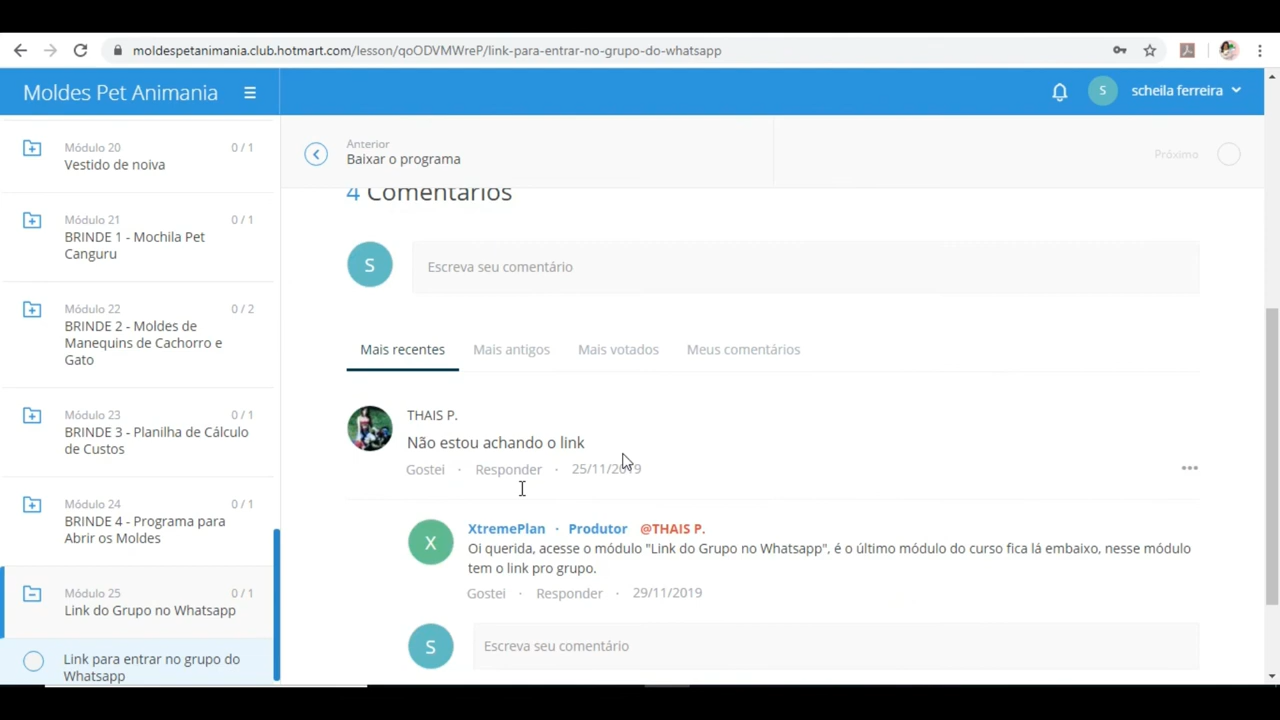 moldespetanimania.club.hotmart.com/lesson/qoODVMWreP/link-para-entrar-no-grupo-do-whatsapp
Moldes Pet Animania
S
scheila ferreira
Módulo 20
0 / 1
Vestido de noiva
Módulo 21
0 / 1
BRINDE 1 - Mochila Pet
Canguru
Módulo 22
0 / 2
BRINDE 2 - Moldes de
Manequins de Cachorro e
Gato
Módulo 23
0 / 1
BRINDE 3 - Planilha de Cálculo
de Custos
Módulo 24
0 / 1
BRINDE 4 - Programa para
Abrir os Moldes
Módulo 25
0 / 1
Link do Grupo no Whatsapp
Link para entrar no grupo do
Whatsapp
Anterior
Baixar o programa
Próximo
4 Comentários
S
Escreva seu comentário
Mais recentes
Mais antigos
Mais votados
Meus comentários
THAIS P.
Não estou achando o link
Gostei · Responder · 25/11/2019
X
XtremePlan · Produtor @THAIS P.
Oi querida, acesse o módulo "Link do Grupo no Whatsapp", é o último módulo do curso fica lá embaixo, nesse módulo
tem o link pro grupo.
Gostei · Responder · 29/11/2019
S
Escreva seu comentário